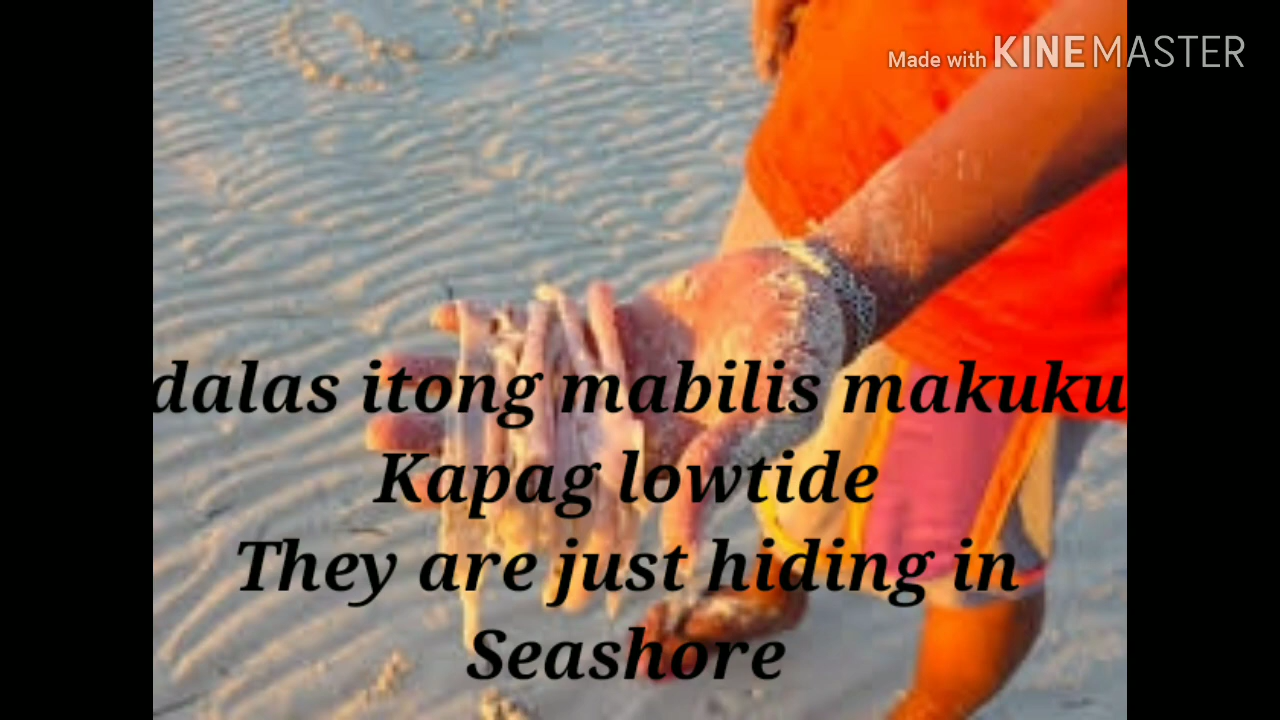 Made with KINEMASTER
dalas itong mabilis makuku
Kapag lowtide
They are just hiding in
Seashore